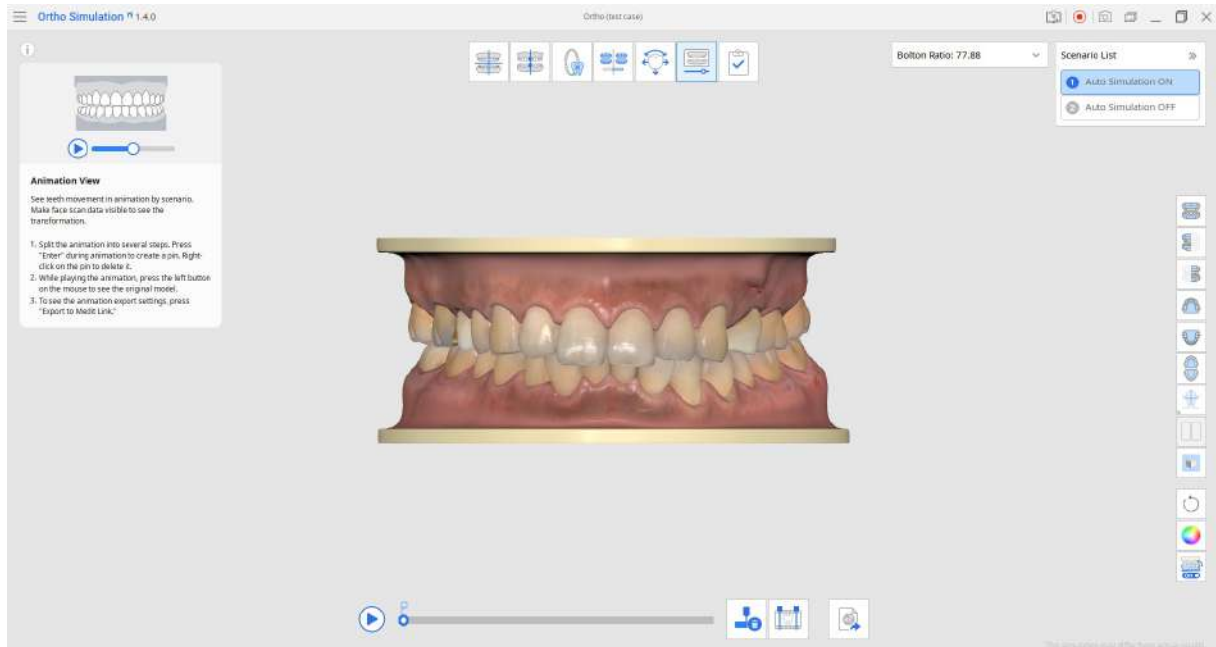 Ortho Simulation 1.4.0
Ortho (test case)
Bolton Ratio: 77.88
Scenario List
1 Auto Simulation ON
2 Auto Simulation OFF
Animation View
See teeth movement in animation by scenario.
Make face scan data visible to see the
transformation.
1. Split the animation into several steps. Press
"Enter" during animation to create a pin. Right-
click on the pin to delete it.
2. While playing the animation, press the left button
on the mouse to see the original model.
3. To see the animation export settings, press
"Export to Medit Link."